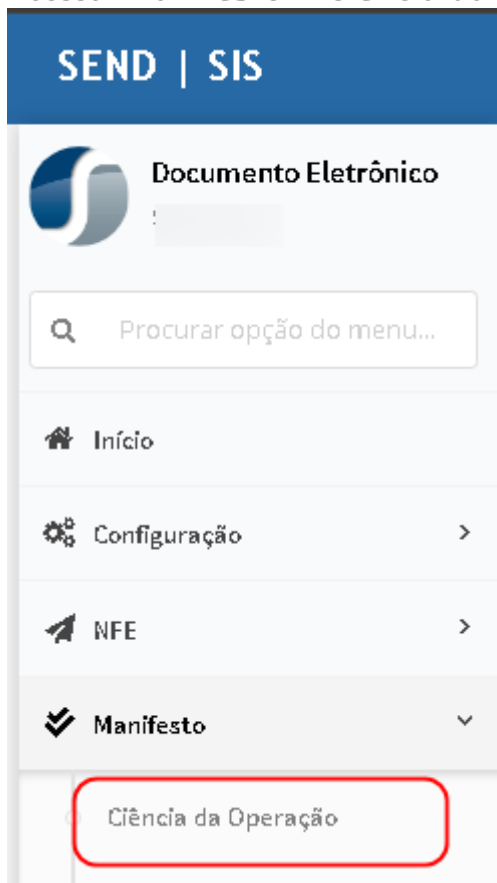 SEND | SIS
Documento Eletrônico
Procurar opção do menu...
Início
Configuração
NFE
Manifesto
Ciência da Operação